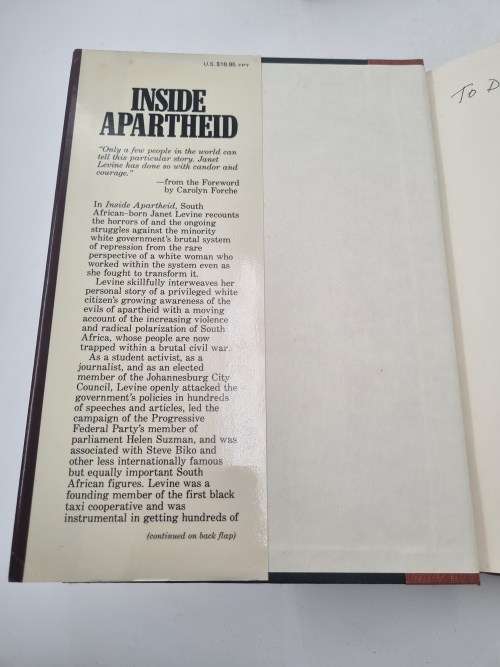 U.S. $18.95 FPT
INSIDE
APARTHEID
"Only a few people in the world can
tell this particular story. Janet
Levine has done so with candor and
courage."
—from the Foreword
by Carolyn Forche
In Inside Apartheid, South
African-born Janet Levine recounts
the horrors of and the ongoing
struggles against the minority
white government's brutal system
of repression from the rare
perspective of a white woman who
worked within the system even as
she fought to transform it.
Levine skillfully interweaves her
personal story of a privileged white
citizen's growing awareness of the
evils of apartheid with a moving
account of the increasing violence
and radical polarization of South
Africa, whose people are now
trapped within a brutal civil war.
As a student activist, as a
journalist, and as an elected
member of the Johannesburg City
Council, Levine openly attacked the
government's policies in hundreds
of speeches and articles, led the
campaign of the Progressive
Federal Party's member of
parliament Helen Suzman, and was
associated with Steve Biko and
other less internationally famous
but equally important South
African figures. Levine was a
founding member of the first black
taxi cooperative and was
instrumental in getting hundreds of
(continued on back flap)
To D